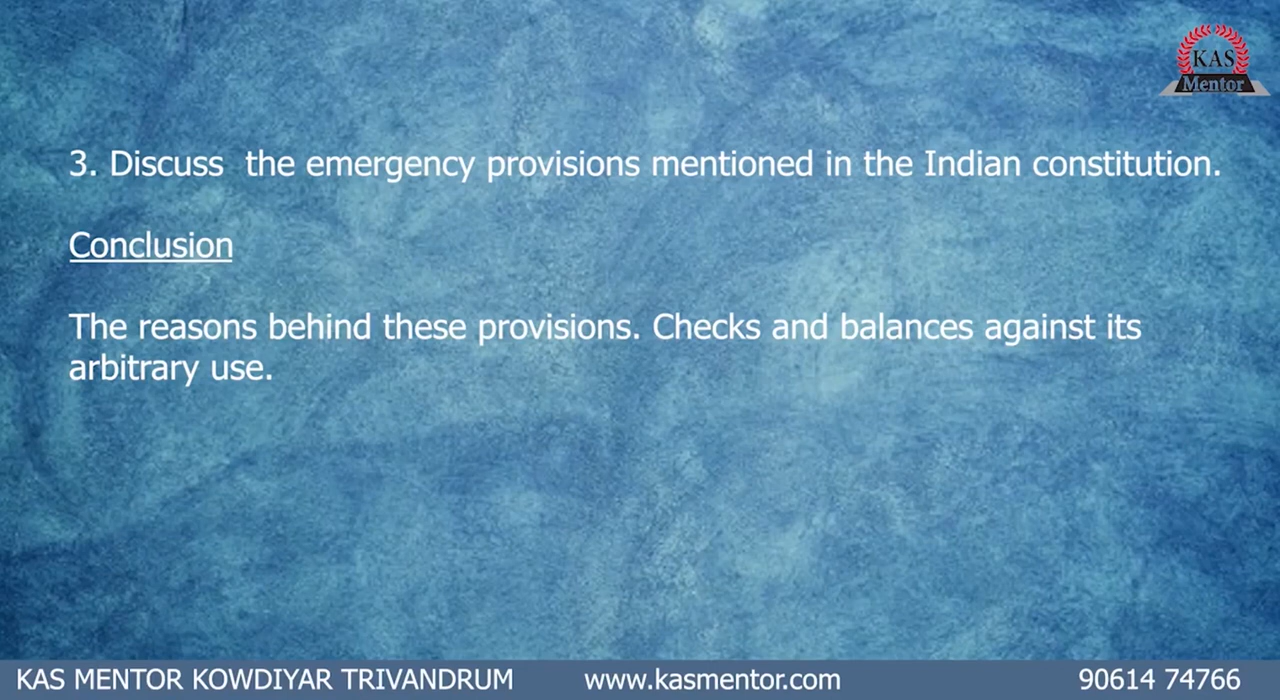 KAS
Mentor
3. Discuss  the emergency provisions mentioned in the Indian constitution.
Conclusion
The reasons behind these provisions. Checks and balances against its
arbitrary use.
KAS MENTOR KOWDIYAR TRIVANDRUM www.kasmentor.com 90614 74766